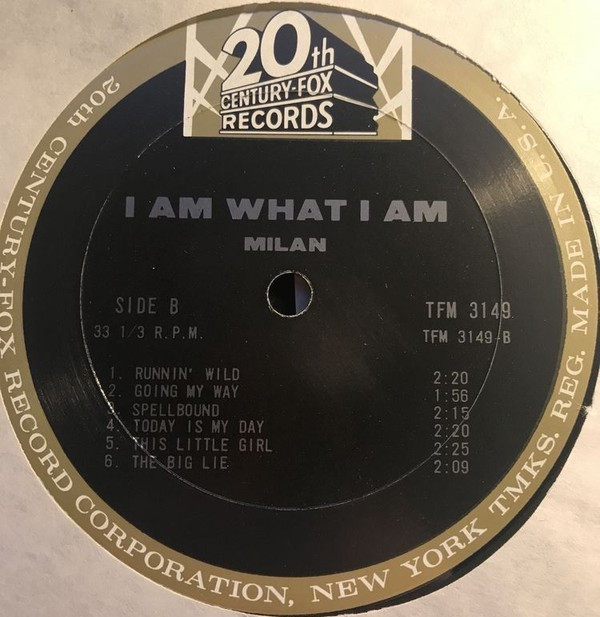 20th
CENTURY-FOX
RECORDS
I AM WHAT I AM
MILAN
SIDE B
TFM 3149
33 1/3 R.P.M.
TFM 3149-B
1. RUNNIN' WILD 2:20
2. GOING MY WAY 1:56
3. SPELLBOUND 2:15
4. TODAY IS MY DAY 2:20
5. THIS LITTLE GIRL 2:25
6. THE BIG LIE 2:09
20th CENTURY-FOX RECORD CORPORATION, NEW YORK TMKS. REG. MADE IN U.S.A.